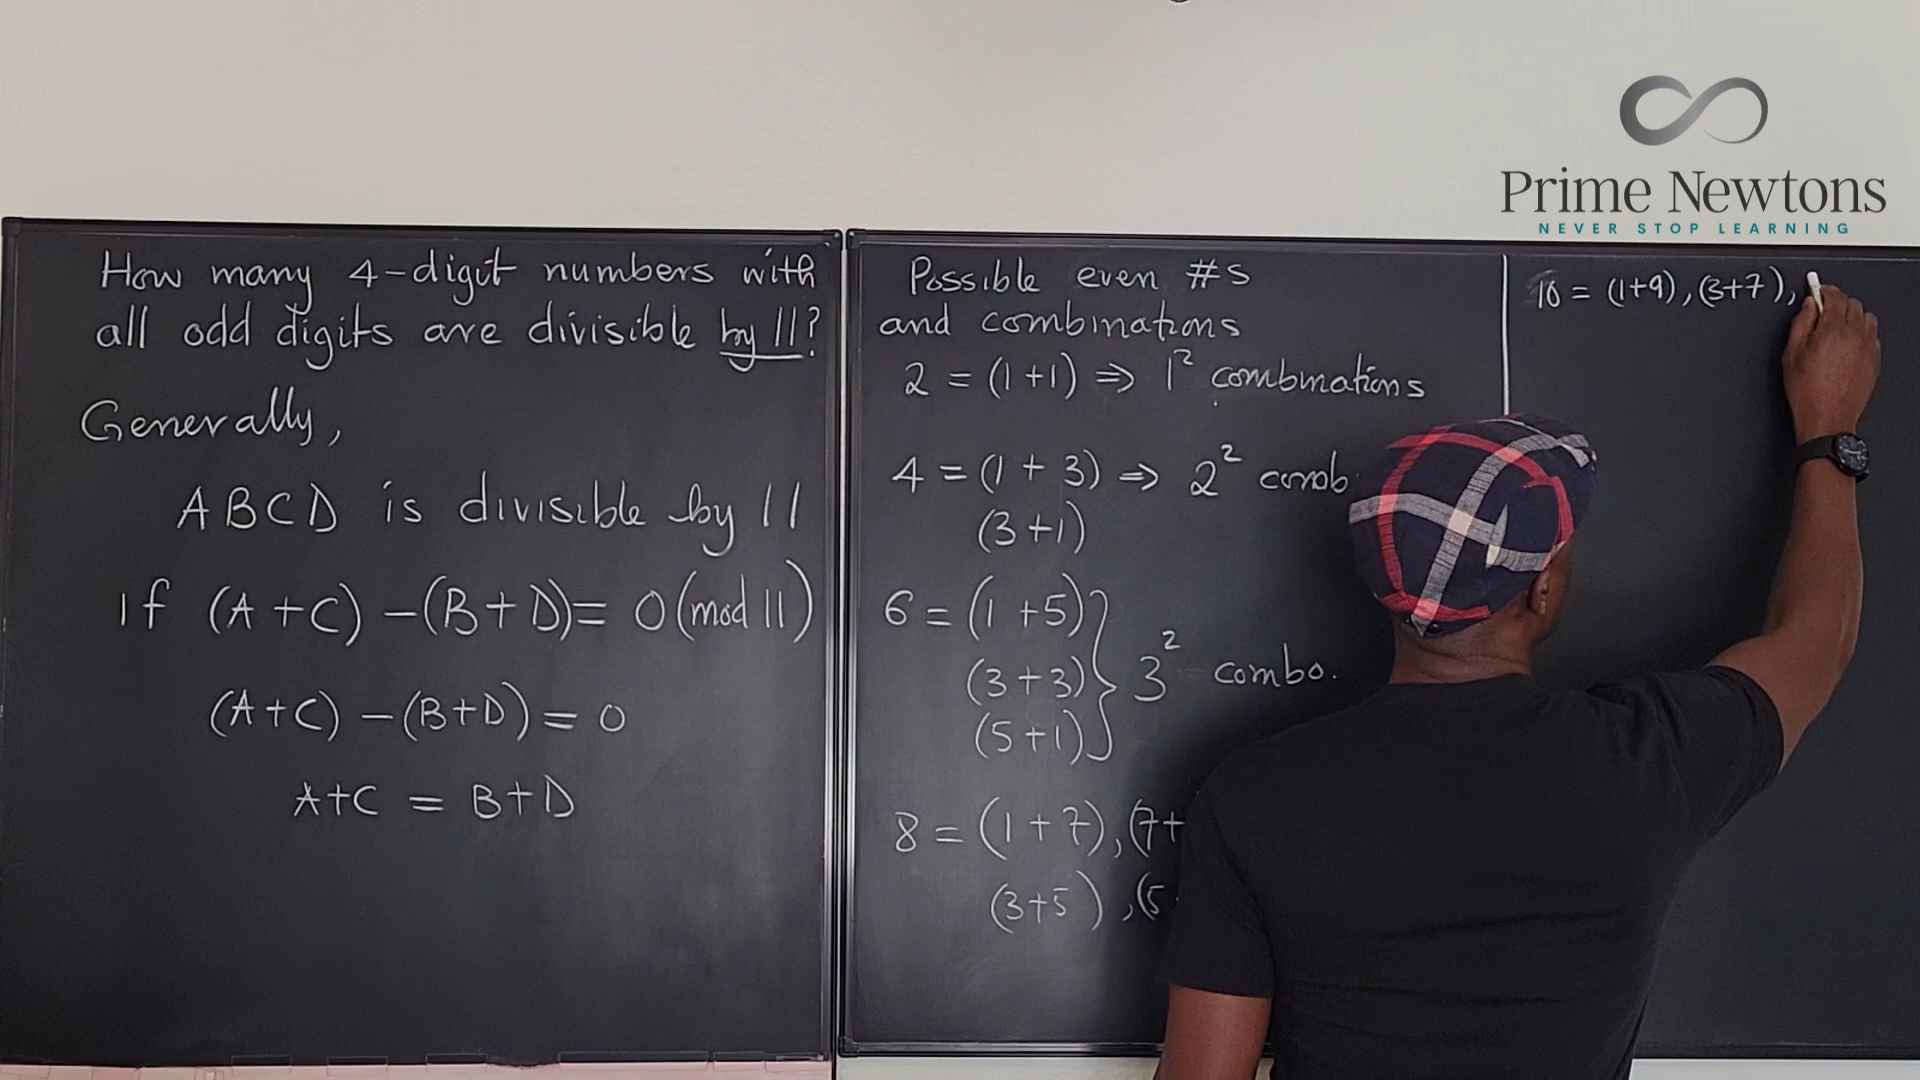 Prime Newtons
NEVER STOP LEARNING
How many 4-digit numbers with
all odd digits are divisible by 11?
Generally,
ABCD is divisible by 11
If (A+C) - (B+D) = 0 (mod 11)
(A+C) - (B+D) = 0
A+C = B+D
Possible even #s
and combinations
2 = (1+1) ⇒ 1² combinations
4 = (1+3) ⇒ 2² comb
(3+1)
6 = (1+5)
(3+3) } 3² combo.
(5+1)
8 = (1+7), (7+
(3+5), (5
10 = (1+9), (3+7),